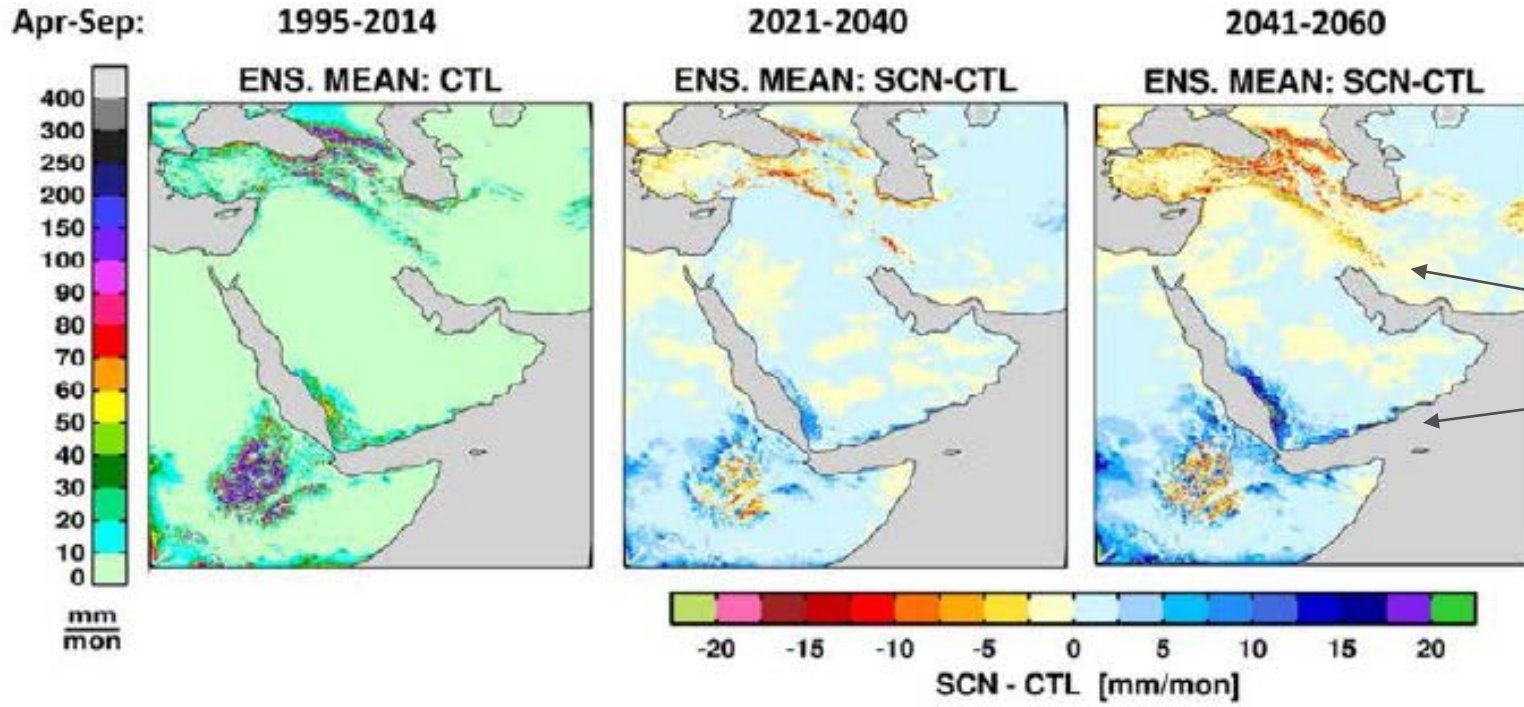 Apr-Sep: 1995-2014 2021-2040 2041-2060
ENS. MEAN: CTL ENS. MEAN: SCN-CTL ENS. MEAN: SCN-CTL
400
300
250
200
150
100
90
80
70
60
50
40
30
20
10
0
mm
mon
-20 -15 -10 -5 0 5 10 15 20
SCN - CTL [mm/mon]